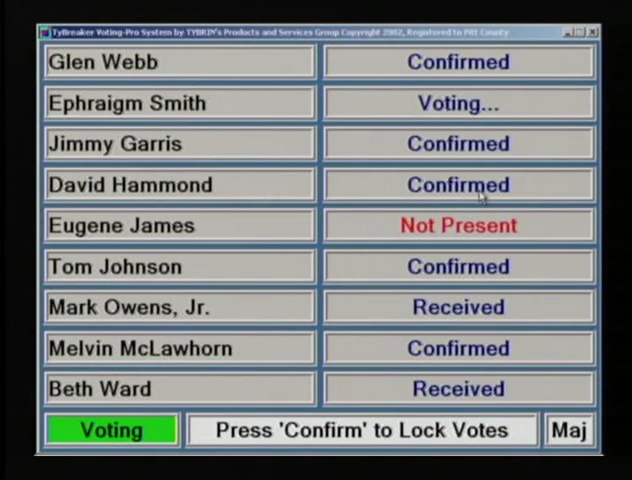 TyBreaker Voting-Pro System by TYBRIN's Products and Services Group Copyright 2002, Registered to Pitt County
Glen Webb Confirmed
Ephraigm Smith Voting...
Jimmy Garris Confirmed
David Hammond Confirmed
Eugene James Not Present
Tom Johnson Confirmed
Mark Owens, Jr. Received
Melvin McLawhorn Confirmed
Beth Ward Received
Voting Press 'Confirm' to Lock Votes Maj